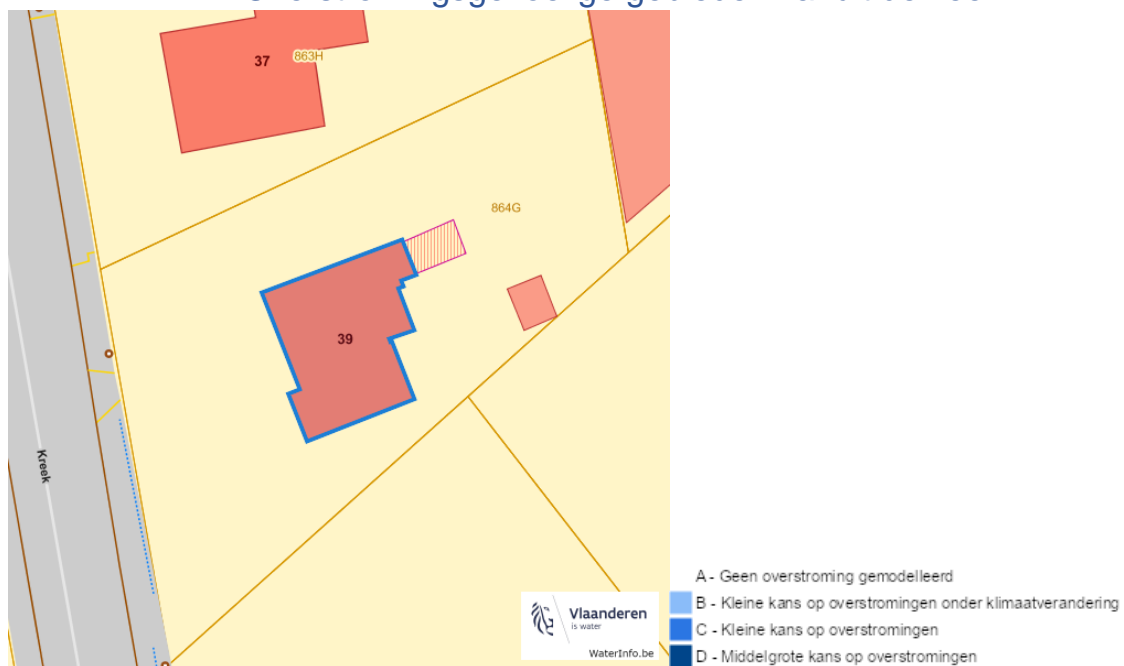 37
863H
864G
39
Kreek
Vlaanderen
is water
WaterInfo.be
A - Geen overstroming gemodelleerd
B - Kleine kans op overstromingen onder klimaatverandering
C - Kleine kans op overstromingen
D - Middelgrote kans op overstromingen